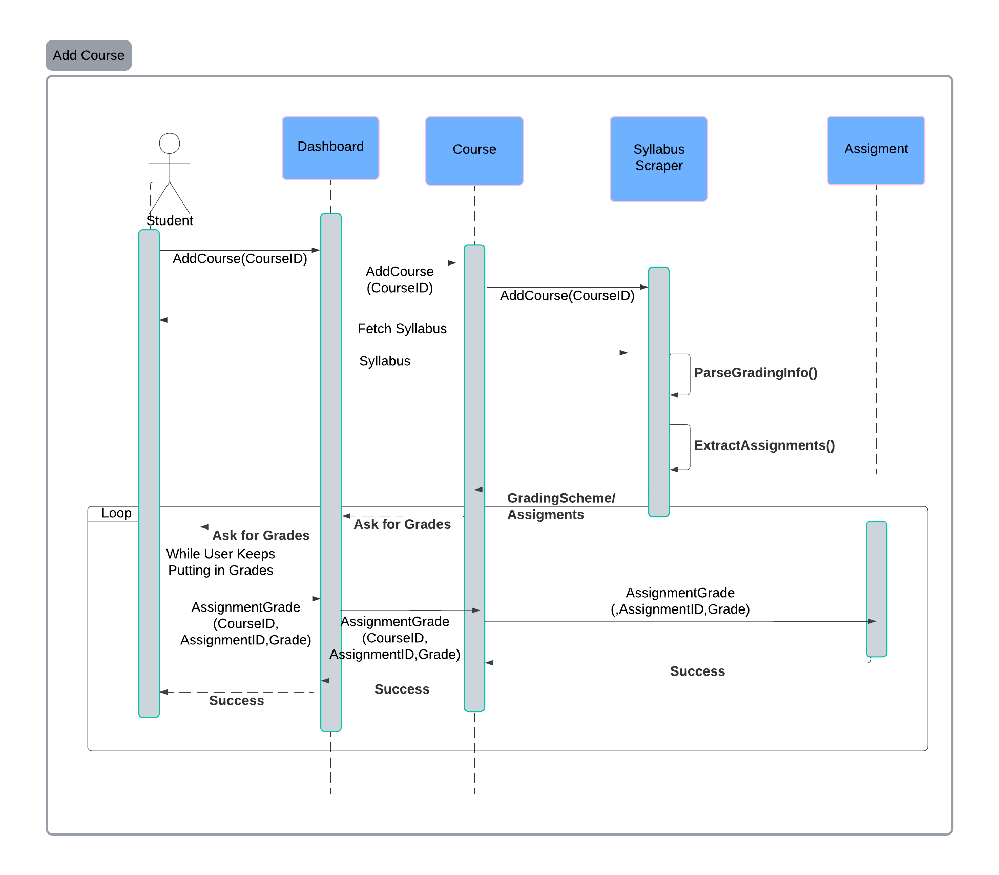 Add Course
Dashboard
Course
Syllabus
Scraper
Assigment
Student
AddCourse(CourseID)
AddCourse
(CourseID)
AddCourse(CourseID)
Fetch Syllabus
Syllabus
ParseGradingInfo()
ExtractAssignments()
GradingScheme/
Assigments
Loop
Ask for Grades
Ask for Grades
While User Keeps
Putting in Grades
AssignmentGrade
(,AssignmentID,Grade)
AssignmentGrade
(CourseID,
AssignmentID,Grade)
AssignmentGrade
(CourseID,
AssignmentID,Grade)
Success
Success
Success